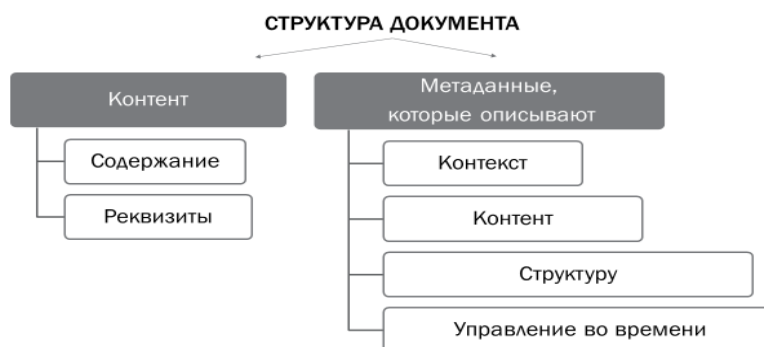 СТРУКТУРА ДОКУМЕНТА
Контент
Содержание
Реквизиты
Метаданные,
которые описывают
Контекст
Контент
Структуру
Управление во времени